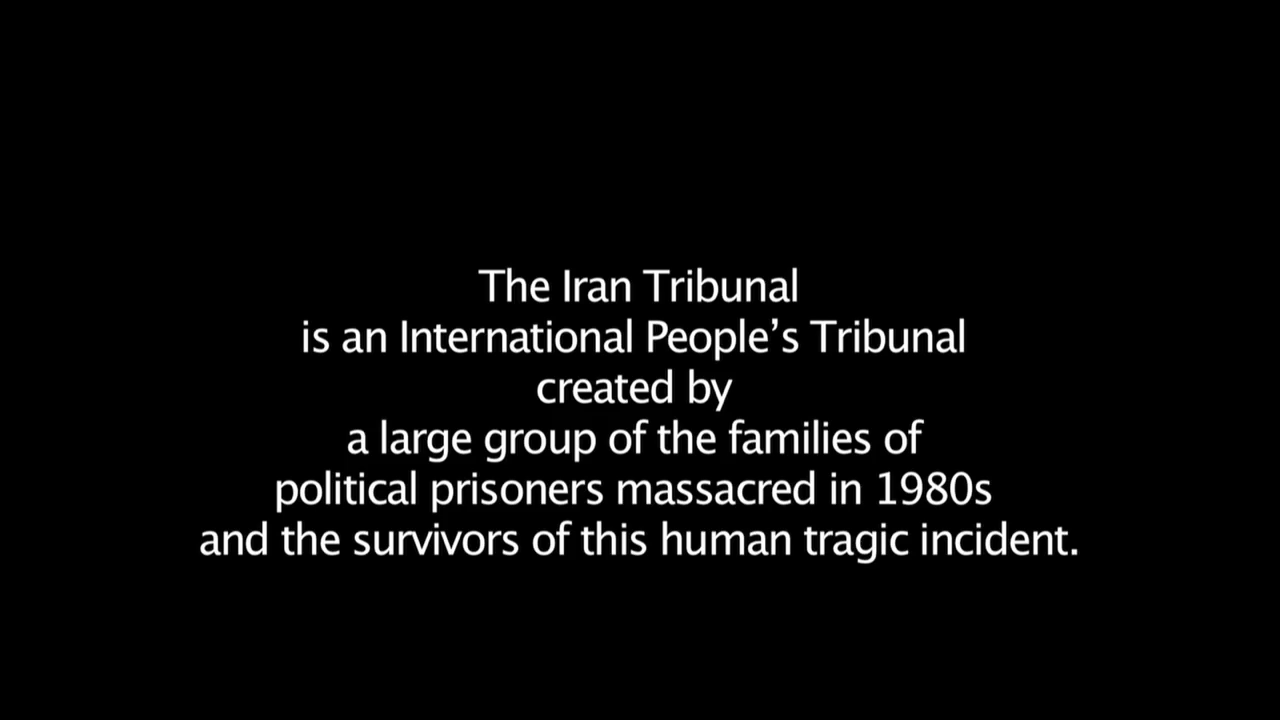 The Iran Tribunal
is an International People’s Tribunal
created by
a large group of the families of
political prisoners massacred in 1980s
and the survivors of this human tragic incident.